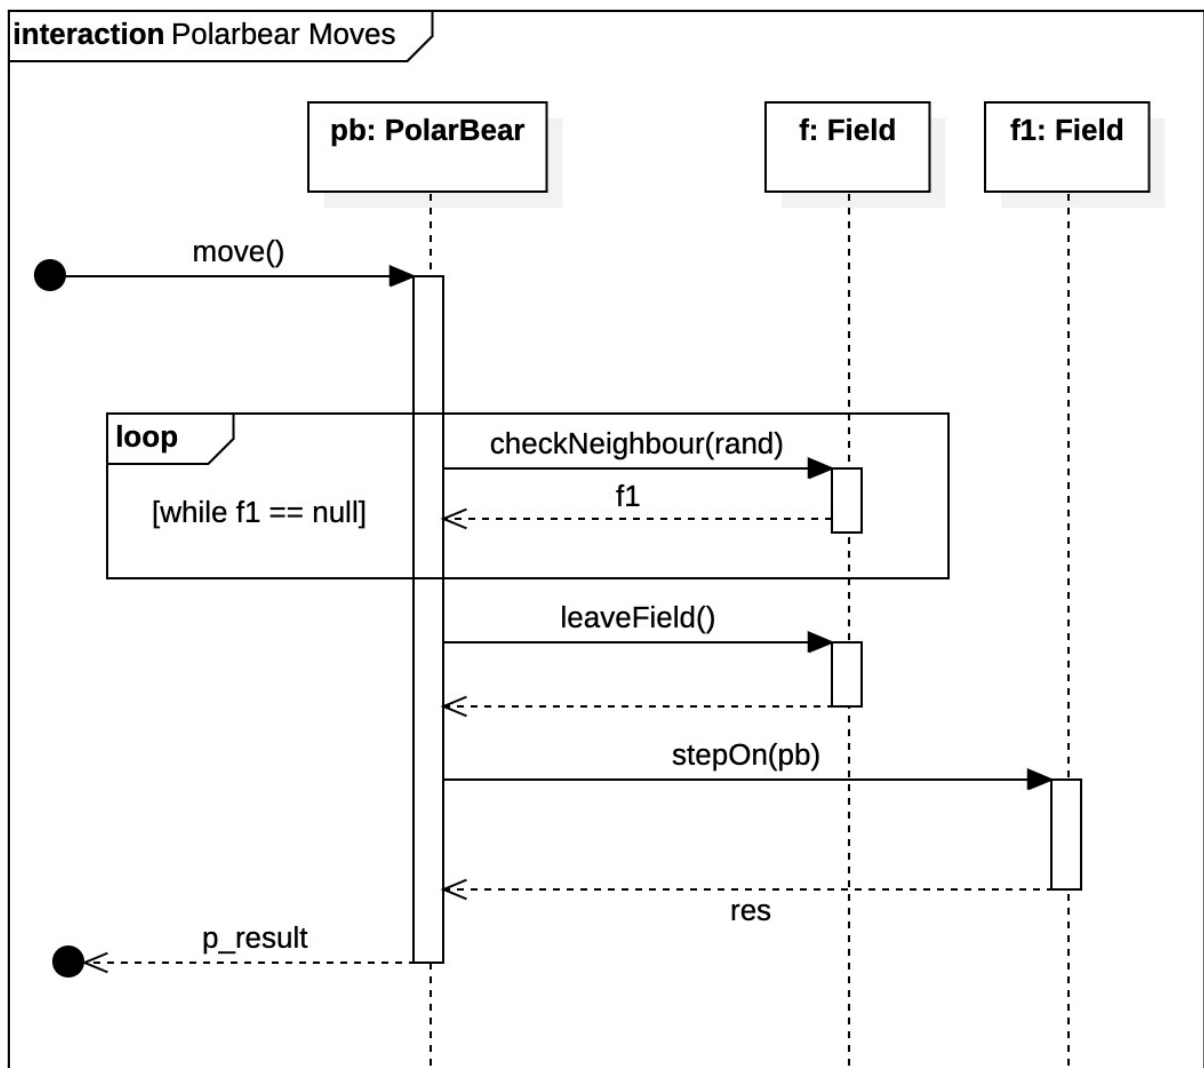 interaction Polarbear Moves
pb: PolarBear
f: Field
f1: Field
move()
loop
checkNeighbour(rand)
[while f1 == null]
f1
leaveField()
stepOn(pb)
res
p_result